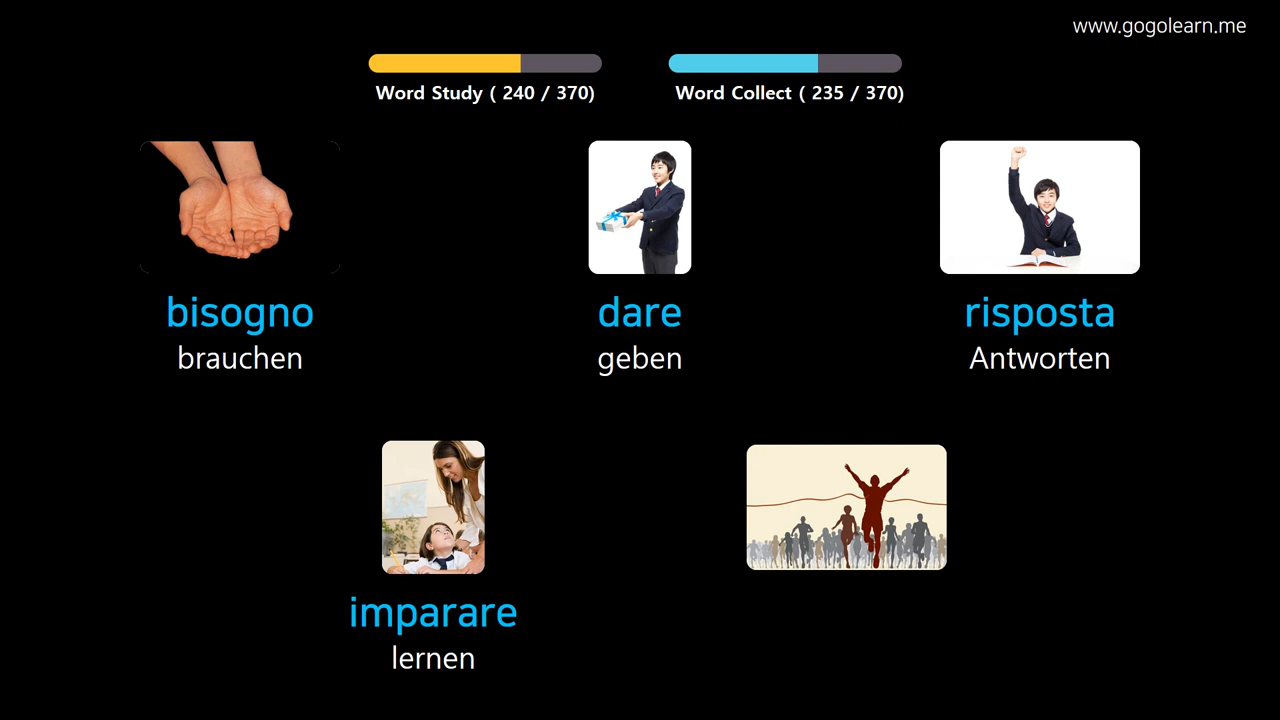 www.gogolearn.me
Word Study ( 240 / 370)
Word Collect ( 235 / 370)
bisogno
brauchen
dare
geben
risposta
Antworten
imparare
lernen